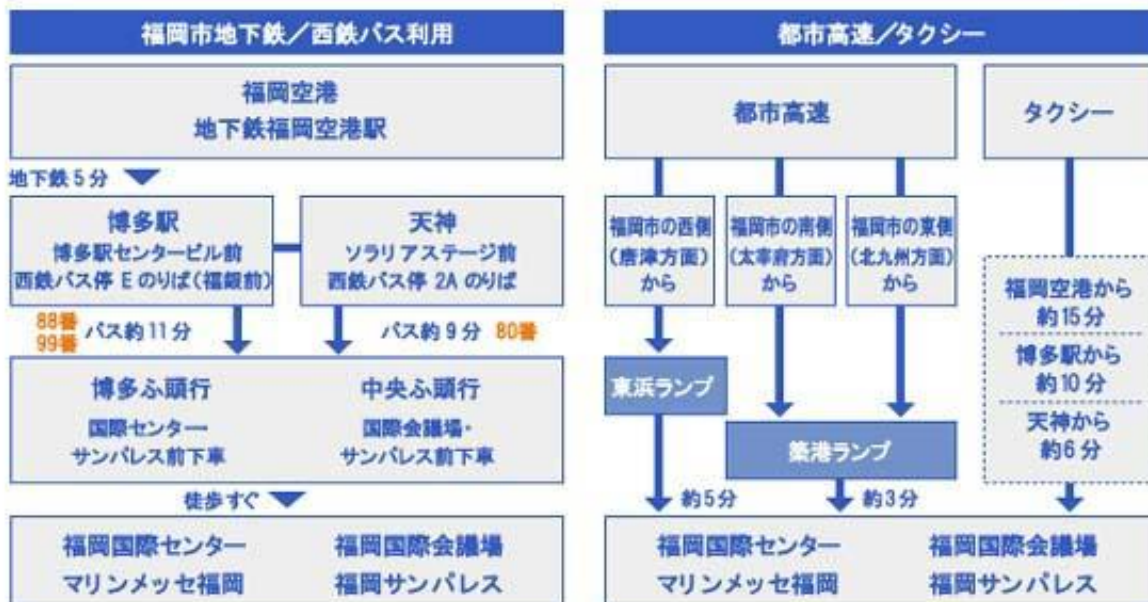 福岡市地下鉄／西鉄バス利用
福岡空港
地下鉄福岡空港駅
地下鉄5分
博多駅
博多駅センタービル前
西鉄バス停 E のりば(福銀前)
天神
ソラリアステージ前
西鉄バス停 2A のりば
88番
99番
バス約11分
バス約9分 80番
博多ふ頭行
国際センター・
サンパレス前下車
中央ふ頭行
国際会議場・
サンパレス前下車
徒歩すぐ
福岡国際センター 福岡国際会議場
マリンメッセ福岡 福岡サンパレス
都市高速／タクシー
都市高速
タクシー
福岡市の西側
(唐津方面)
から
福岡市の南側
(太宰府方面)
から
福岡市の東側
(北九州方面)
から
福岡空港から
約15分
博多駅から
約10分
天神から
約6分
東浜ランプ
築港ランプ
約5分
約3分
福岡国際センター 福岡国際会議場
マリンメッセ福岡 福岡サンパレス